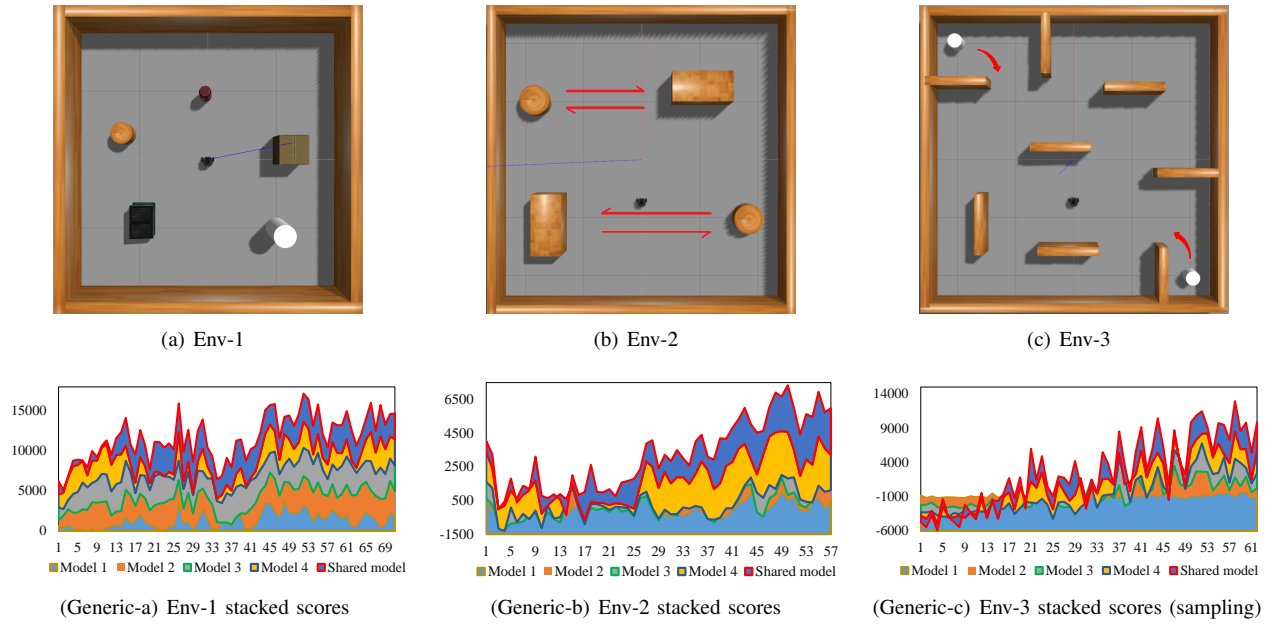 (a) Env-1
(b) Env-2
(c) Env-3
15000
10000
5000
0
1 5 9 13 17 21 25 29 33 37 41 45 49 53 57 61 65 69
Model 1 Model 2 Model 3 Model 4 Shared model
(Generic-a) Env-1 stacked scores
6500
4500
2500
500
-1500
1 5 9 13 17 21 25 29 33 37 41 45 49 53 57
Model 1 Model 2 Model 3 Model 4 Shared model
(Generic-b) Env-2 stacked scores
14000
9000
4000
-1000
-6000
1 5 9 13 17 21 25 29 33 37 41 45 49 53 57 61
Model 1 Model 2 Model 3 Model 4 Shared model
(Generic-c) Env-3 stacked scores (sampling)